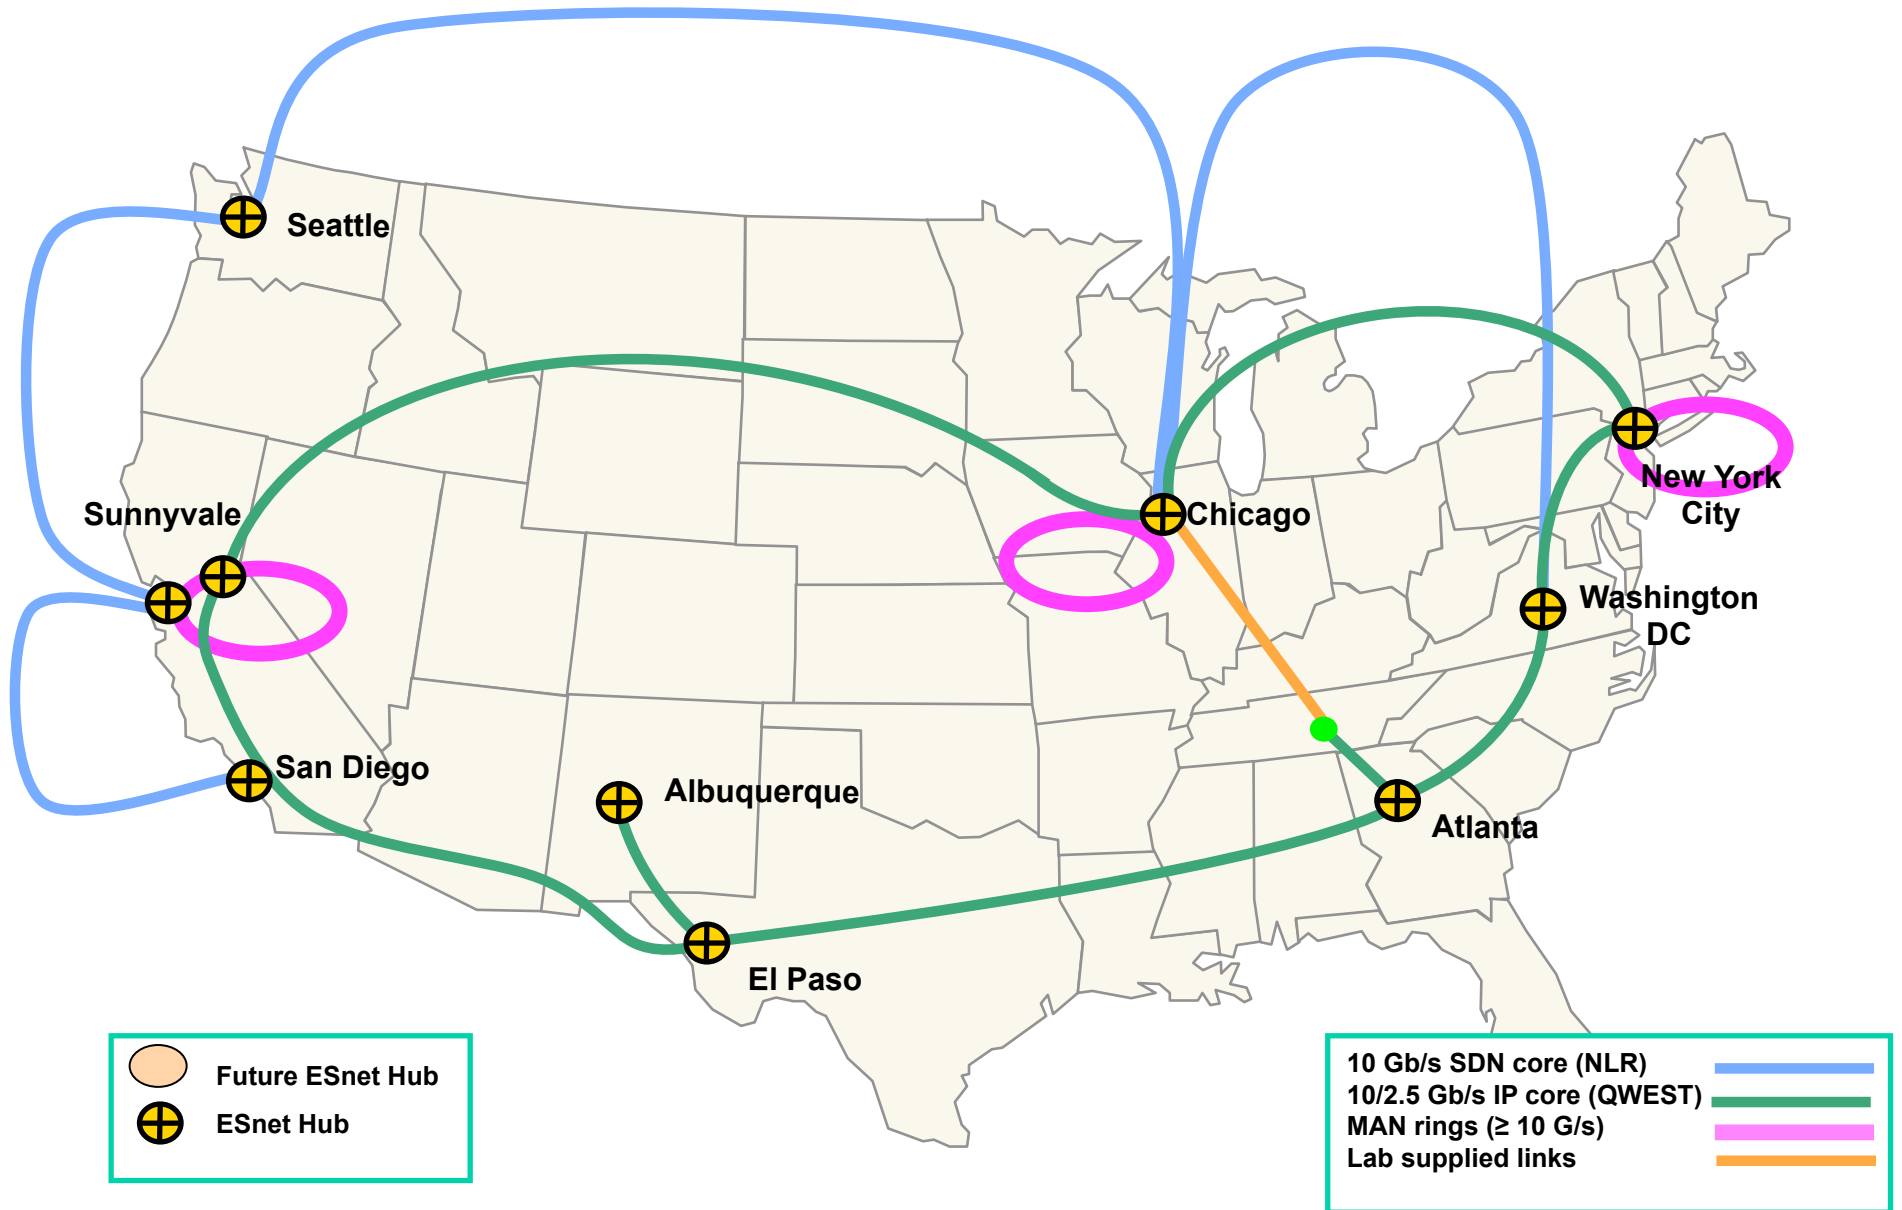 Seattle
Sunnyvale
Chicago
New York
City
Washington
DC
San Diego
Albuquerque
Atlanta
El Paso
Future ESnet Hub
ESnet Hub
10 Gb/s SDN core (NLR)
10/2.5 Gb/s IP core (QWEST)
MAN rings (≥ 10 G/s)
Lab supplied links